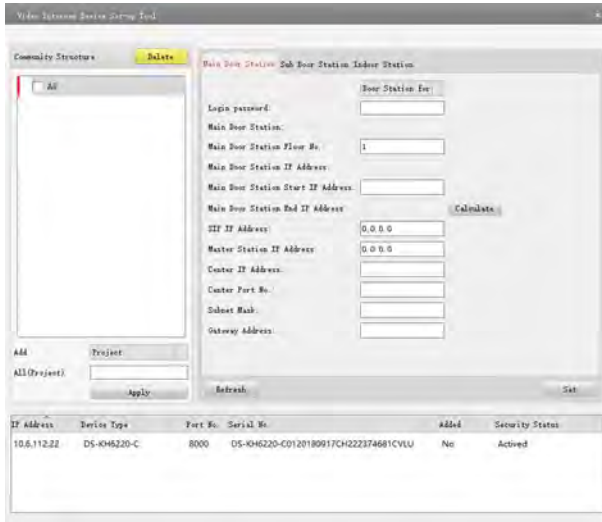 Video Intercom Device Set-up Tool
Community Structure Delete
All
Main Door Station Sub Door Station Indoor Station
Door Station for
Login password:
Main Door Station:
Main Door Station Floor No. 1
Main Door Station IP Address:
Main Door Station Start IP Address:
Main Door Station End IP Address: Calculate
SIP IP Address: 0.0.0.0
Master Station IP Address: 0.0.0.0
Center IP Address:
Center Port No.:
Subnet Mask:
Gateway Address:
Add Project
All(Project)
Apply
Refresh Set
IP Address Device Type Port No. Serial No. Added Security Status
10.6.112.22 DS-KH6220-C 8000 DS-KH6220-C0120180917CH222374681CVLU No Actived